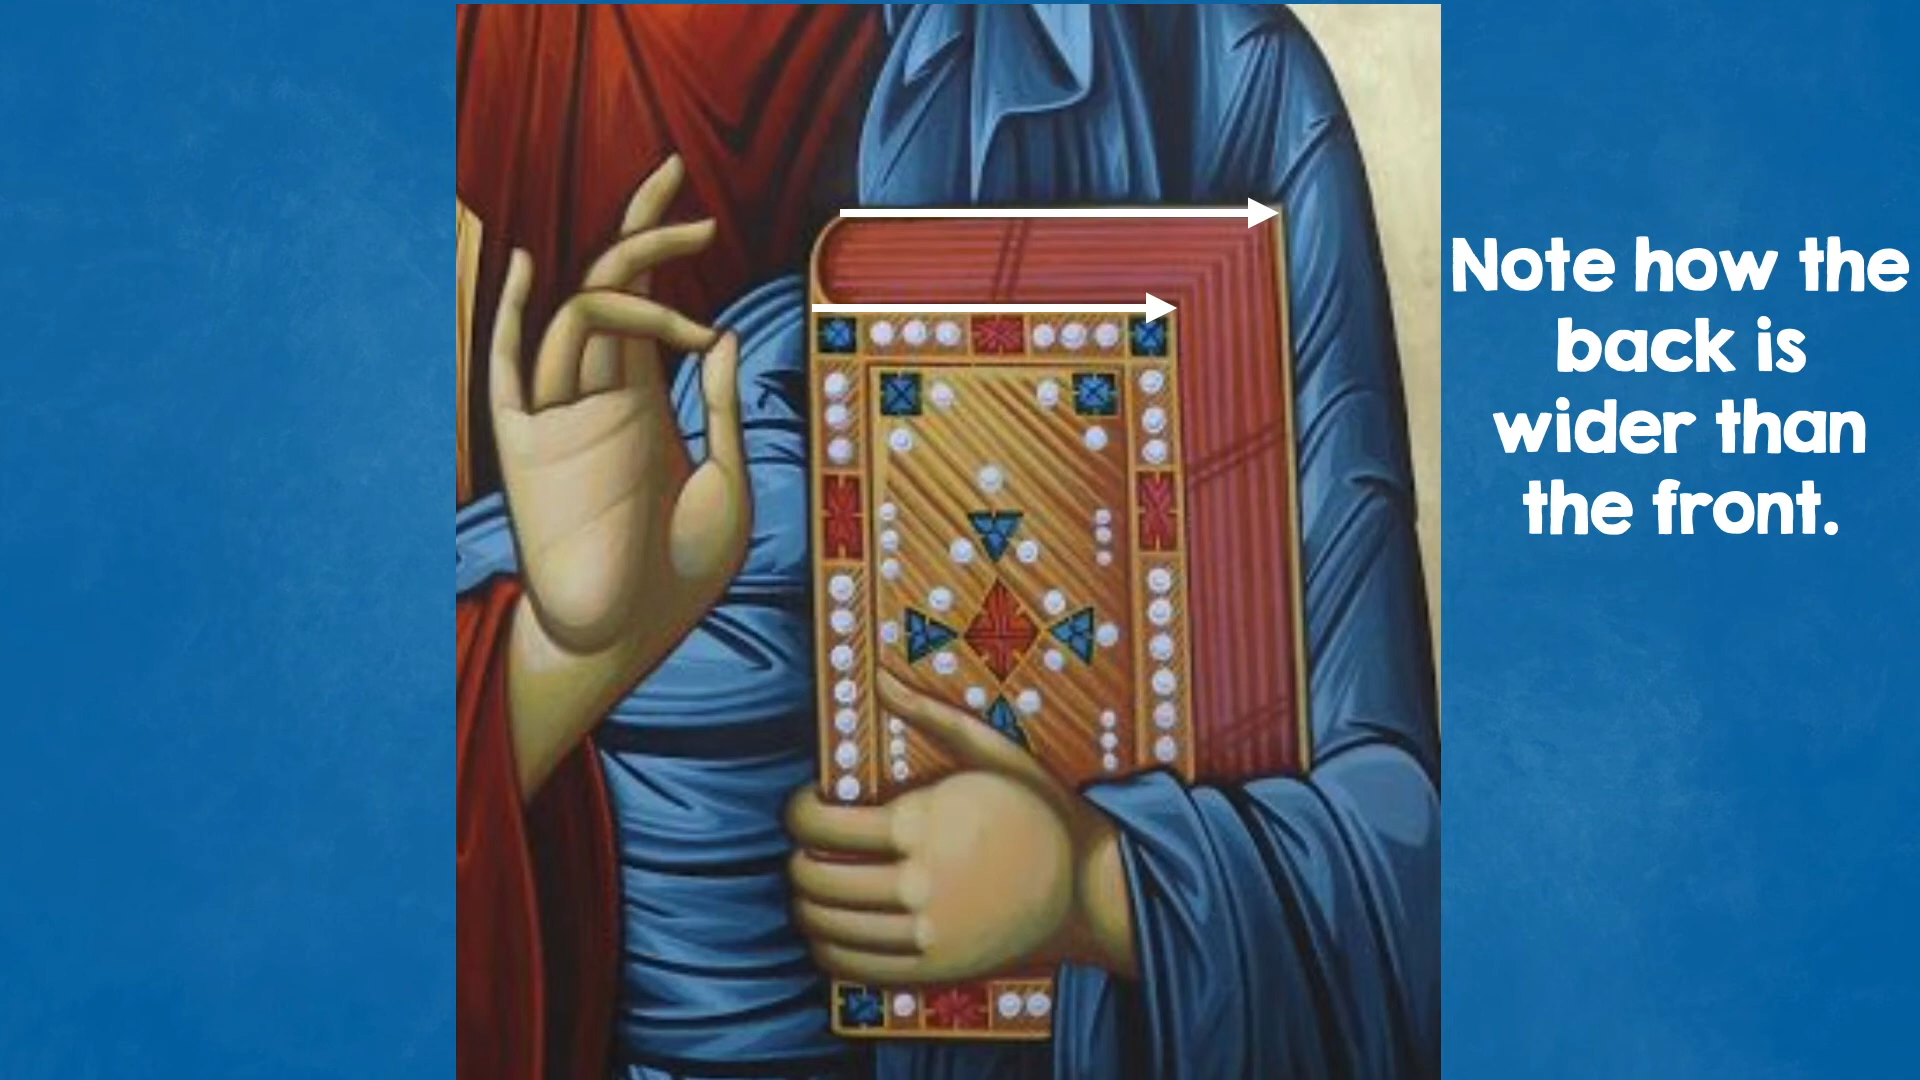 Note how the
back is
wider than
the front.